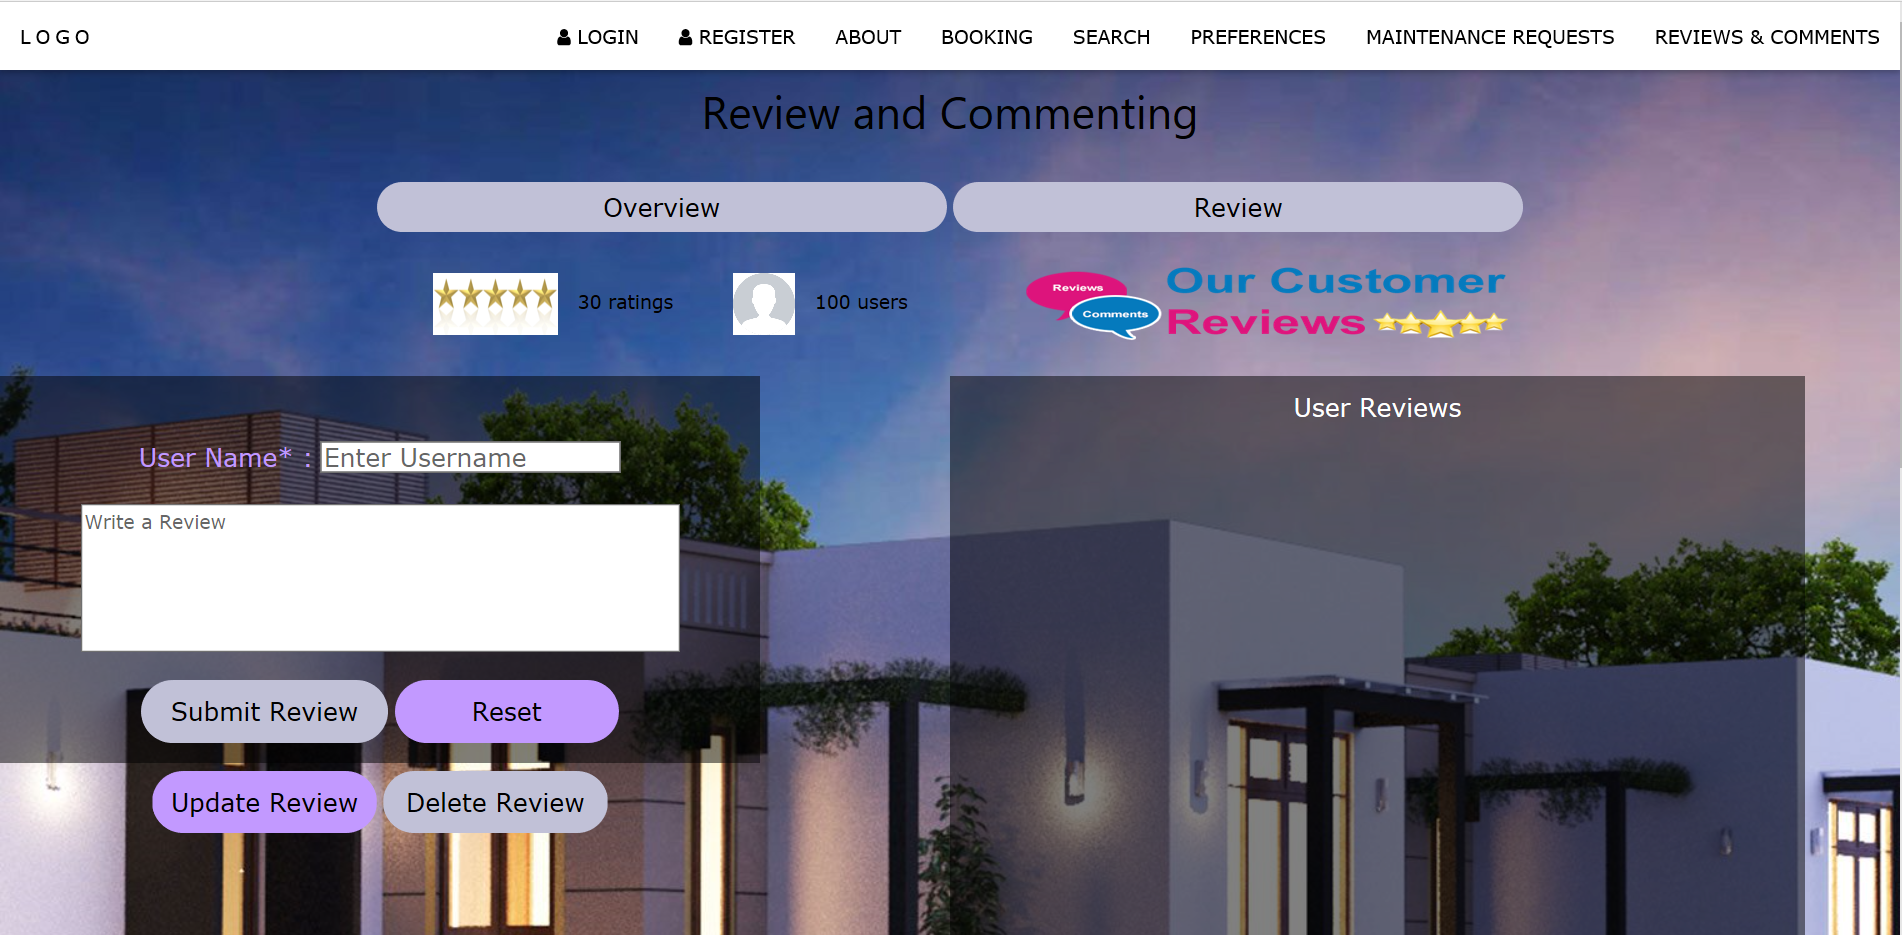 LOGO
LOGIN
REGISTER
ABOUT
BOOKING
SEARCH
PREFERENCES
MAINTENANCE REQUESTS
REVIEWS & COMMENTS
Review and Commenting
Overview
Review
30 ratings
100 users
Reviews
Comments
Our Customer
Reviews
User Name* :
Enter Username
Write a Review
Submit Review
Reset
Update Review
Delete Review
User Reviews